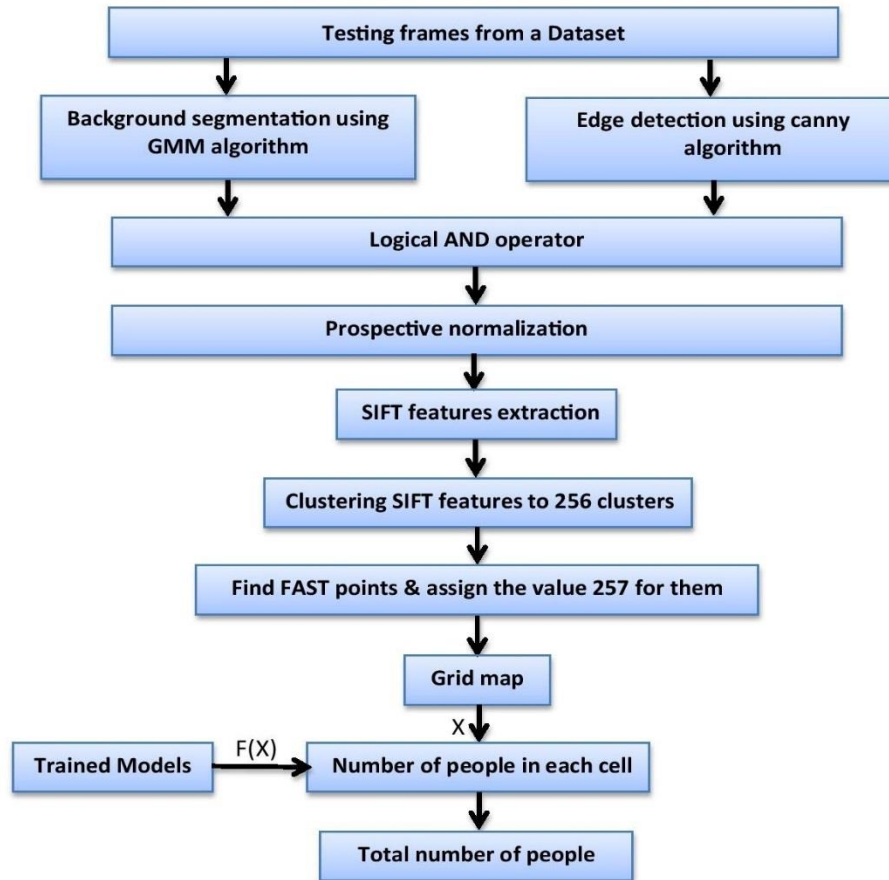 Testing frames from a Dataset
Background segmentation using
GMM algorithm
Edge detection using canny
algorithm
Logical AND operator
Prospective normalization
SIFT features extraction
Clustering SIFT features to 256 clusters
Find FAST points & assign the value 257 for them
Grid map
X
Trained Models
F(X)
Number of people in each cell
Total number of people